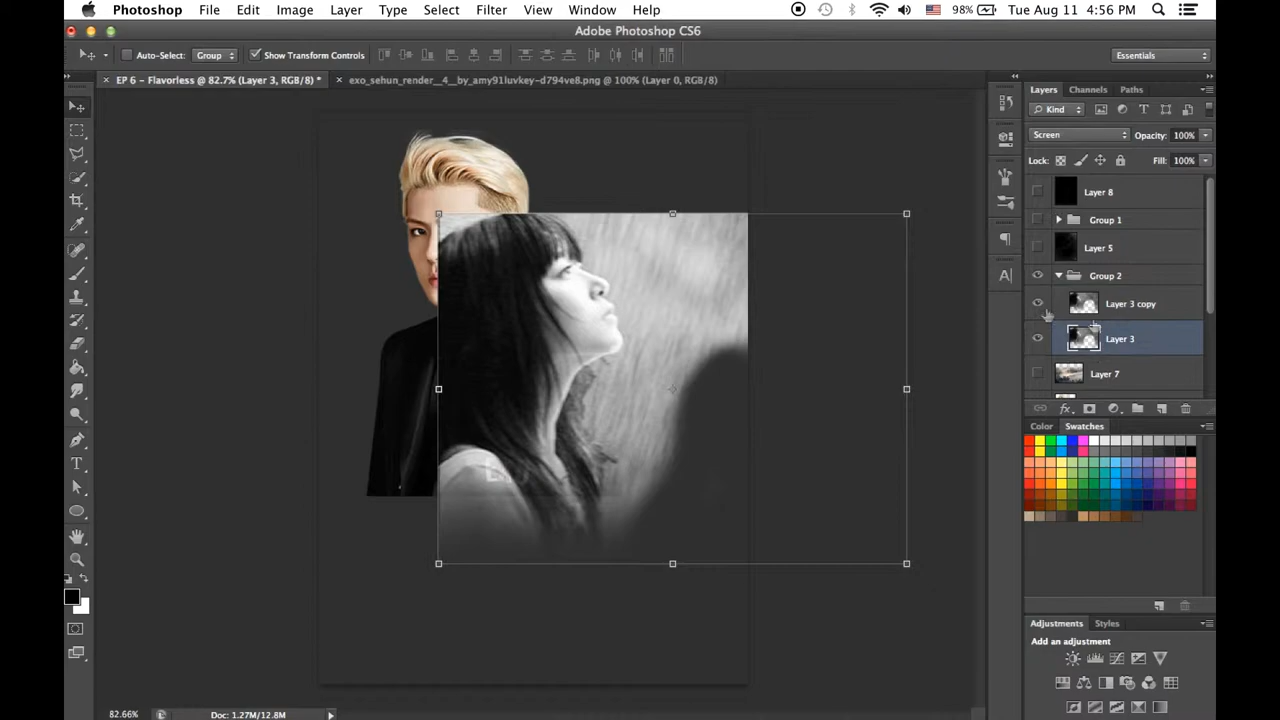 Photoshop File Edit Image Layer Type Select Filter View Window Help 98% Tue Aug 11 4:56 PM
Adobe Photoshop CS6
Auto-Select: Group Show Transform Controls Essentials
EP 6 - Flavorless @ 82.7% (Layer 3, RGB/8) * exo_sehun_render__4__by_amy91luvkey-d794ve8.png @ 100% (Layer 0, RGB/8)
Layers Channels Paths
Kind
Screen Opacity: 100%
Lock: Fill: 100%
Layer 8
Group 1
Layer 5
Group 2
Layer 3 copy
Layer 3
Layer 7
fx
Color Swatches
Adjustments Styles
Add an adjustment
82.66% Doc: 1.27M/12.8M